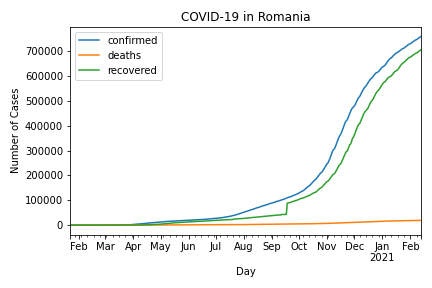 COVID-19 in Romania
confirmed
deaths
recovered
Number of Cases
700000
600000
500000
400000
300000
200000
100000
0
Feb Mar Apr May Jun Jul Aug Sep Oct Nov Dec Jan Feb
2021
Day